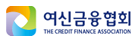 여신금융협회
THE CREDIT FINANCE ASSOCIATION